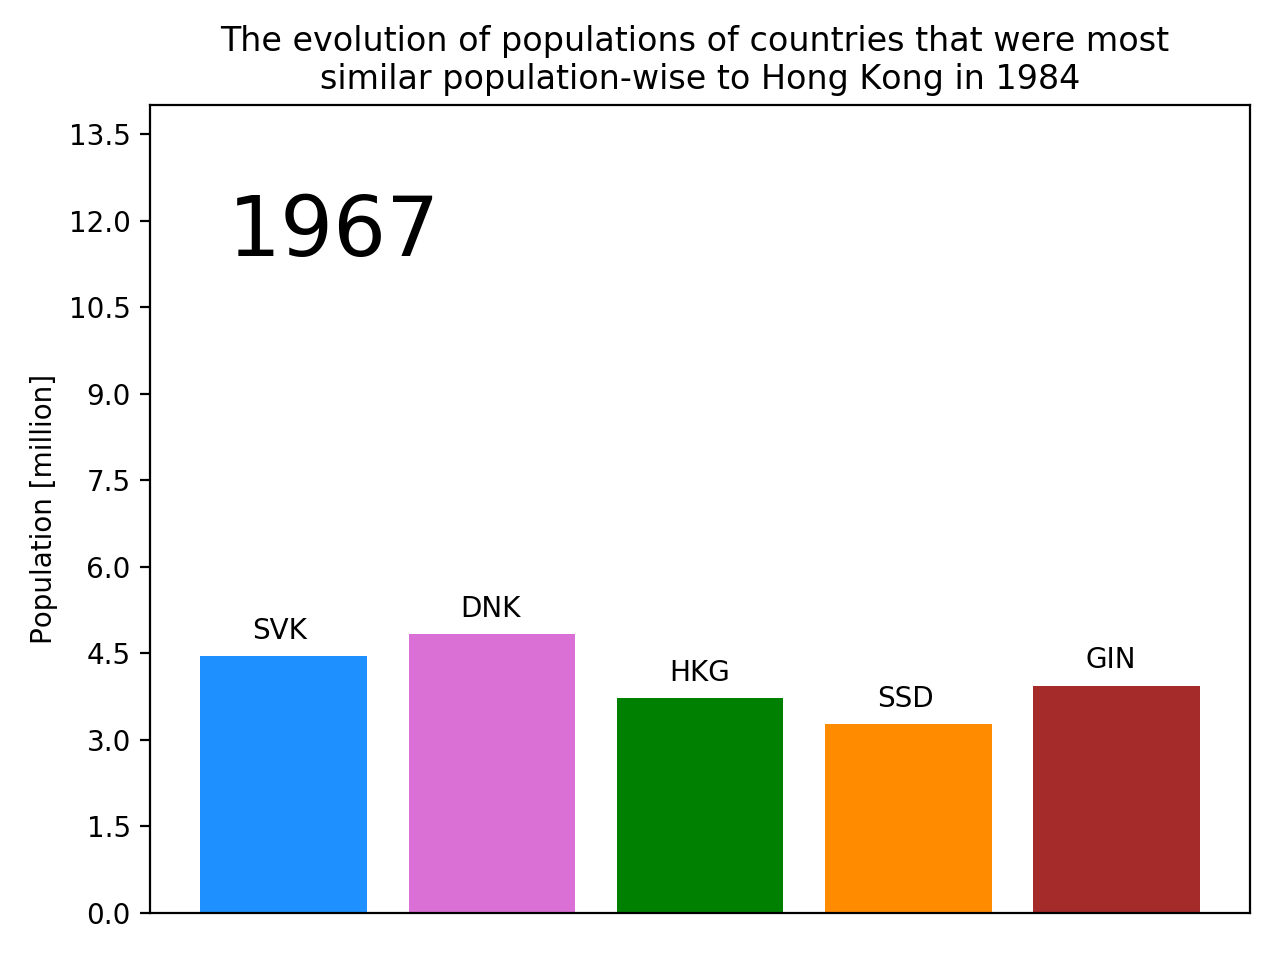 The evolution of populations of countries that were most
similar population-wise to Hong Kong in 1984
13.5
12.0
10.5
9.0
7.5
6.0
4.5
3.0
1.5
0.0
Population [million]
1967
SVK
DNK
HKG
SSD
GIN